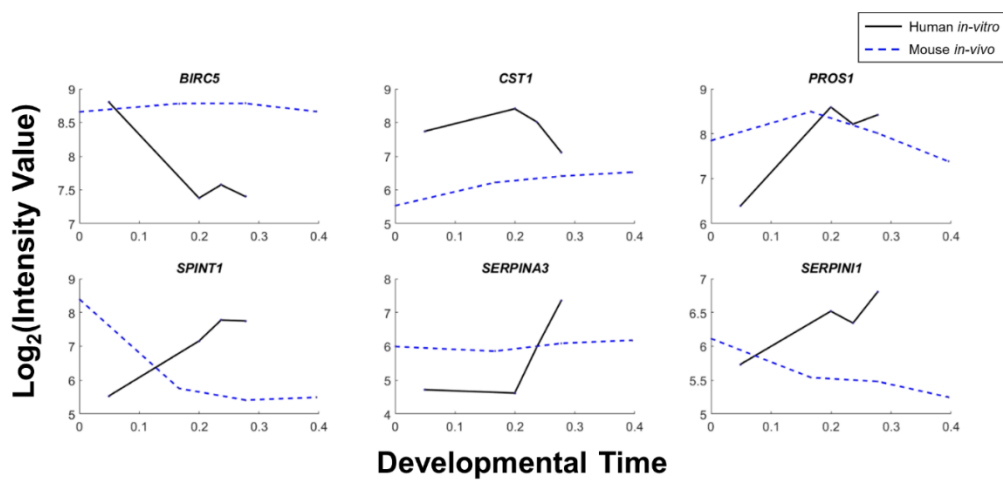 Human in-vitro
Mouse in-vivo
BIRC5
CST1
PROS1
9
8.5
8
7.5
7
0 0.1 0.2 0.3 0.4
9
8
7
6
5
0 0.1 0.2 0.3 0.4
9
8
7
6
0 0.1 0.2 0.3 0.4
SPINT1
SERPINA3
SERPINI1
9
8
7
6
5
0 0.1 0.2 0.3 0.4
8
7
6
5
4
0 0.1 0.2 0.3 0.4
7
6.5
6
5.5
5
0 0.1 0.2 0.3 0.4
Log₂(Intensity Value)
Developmental Time